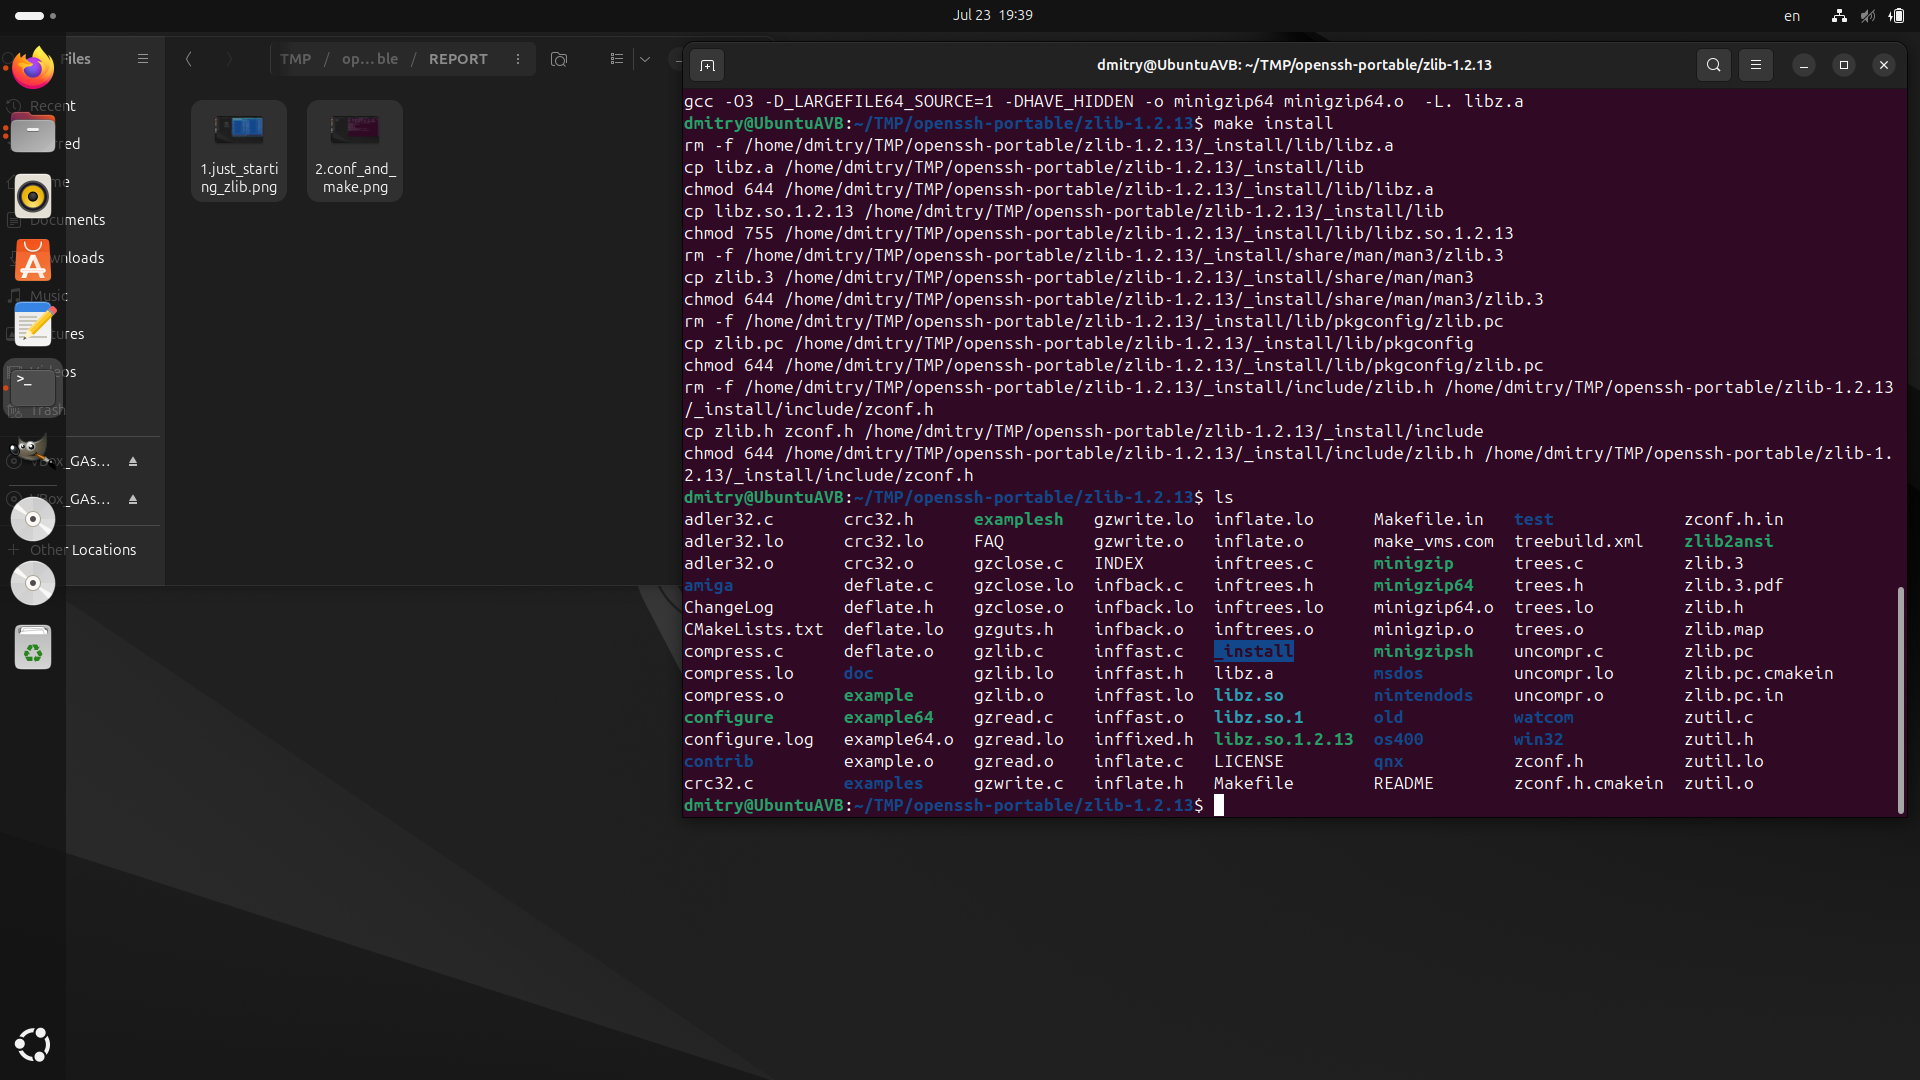 Jul 23 19:39
en
Files
Recent
Documents
Music
Trash
VBox_GAs...
VBox_GAs...
Other Locations
TMP / op...ble / REPORT
1.just_starti
ng_zlib.png
2.conf_and_
make.png
dmitry@UbuntuAVB: ~/TMP/openssh-portable/zlib-1.2.13
gcc -O3 -D_LARGEFILE64_SOURCE=1 -DHAVE_HIDDEN -o minigzip64 minigzip64.o  -L. libz.a
dmitry@UbuntuAVB:~/TMP/openssh-portable/zlib-1.2.13$ make install
rm -f /home/dmitry/TMP/openssh-portable/zlib-1.2.13/_install/lib/libz.a
cp libz.a /home/dmitry/TMP/openssh-portable/zlib-1.2.13/_install/lib
chmod 644 /home/dmitry/TMP/openssh-portable/zlib-1.2.13/_install/lib/libz.a
cp libz.so.1.2.13 /home/dmitry/TMP/openssh-portable/zlib-1.2.13/_install/lib
chmod 755 /home/dmitry/TMP/openssh-portable/zlib-1.2.13/_install/lib/libz.so.1.2.13
rm -f /home/dmitry/TMP/openssh-portable/zlib-1.2.13/_install/share/man/man3/zlib.3
cp zlib.3 /home/dmitry/TMP/openssh-portable/zlib-1.2.13/_install/share/man/man3
chmod 644 /home/dmitry/TMP/openssh-portable/zlib-1.2.13/_install/share/man/man3/zlib.3
rm -f /home/dmitry/TMP/openssh-portable/zlib-1.2.13/_install/lib/pkgconfig/zlib.pc
cp zlib.pc /home/dmitry/TMP/openssh-portable/zlib-1.2.13/_install/lib/pkgconfig
chmod 644 /home/dmitry/TMP/openssh-portable/zlib-1.2.13/_install/lib/pkgconfig/zlib.pc
rm -f /home/dmitry/TMP/openssh-portable/zlib-1.2.13/_install/include/zlib.h /home/dmitry/TMP/openssh-portable/zlib-1.2.13
/_install/include/zconf.h
cp zlib.h zconf.h /home/dmitry/TMP/openssh-portable/zlib-1.2.13/_install/include
chmod 644 /home/dmitry/TMP/openssh-portable/zlib-1.2.13/_install/include/zlib.h /home/dmitry/TMP/openssh-portable/zlib-1.
2.13/_install/include/zconf.h
dmitry@UbuntuAVB:~/TMP/openssh-portable/zlib-1.2.13$ ls
adler32.c crc32.h examplesh gzwrite.lo inflate.lo Makefile.in test zconf.h.in
adler32.lo crc32.lo FAQ gzwrite.o inflate.o make_vms.com treebuild.xml zlib2ansi
adler32.o crc32.o gzclose.c INDEX inftrees.c minigzip trees.c zlib.3
amiga deflate.c gzclose.lo infback.c inftrees.h minigzip64 trees.h zlib.3.pdf
ChangeLog deflate.h gzclose.o infback.lo inftrees.lo minigzip64.o trees.lo zlib.h
CMakeLists.txt deflate.lo gzguts.h infback.o inftrees.o minigzip.o trees.o zlib.map
compress.c deflate.o gzlib.c inffast.c _install minigzipsh uncompr.c zlib.pc
compress.lo doc gzlib.lo inffast.h libz.a msdos uncompr.lo zlib.pc.cmakein
compress.o example gzlib.o inffast.lo libz.so nintendods uncompr.o zlib.pc.in
configure example64 gzread.c inffast.o libz.so.1 old watcom zutil.c
configure.log example64.o gzread.lo inffixed.h libz.so.1.2.13 os400 win32 zutil.h
contrib example.o gzread.o inflate.c LICENSE qnx zconf.h zutil.lo
crc32.c examples gzwrite.c inflate.h Makefile README zconf.h.cmakein zutil.o
dmitry@UbuntuAVB:~/TMP/openssh-portable/zlib-1.2.13$